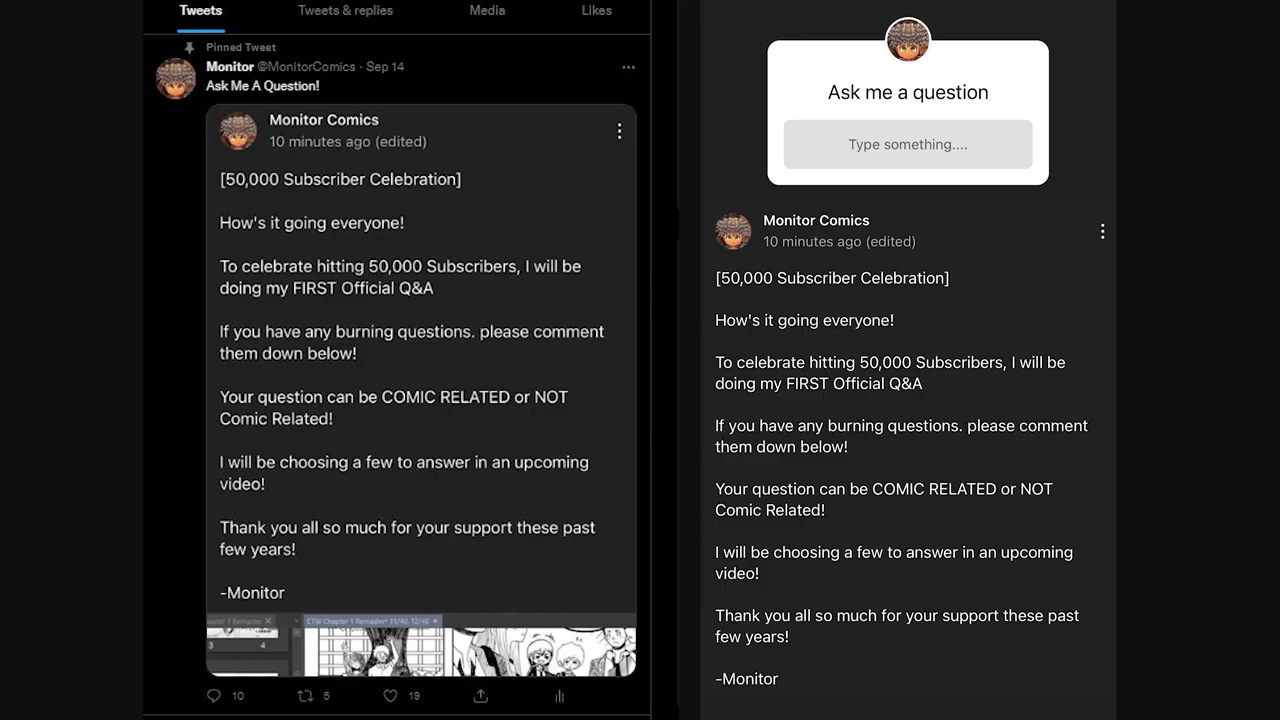 Tweets Tweets & replies Media Likes
Pinned Tweet
Monitor @MonitorComics · Sep 14
Ask Me A Question!
Monitor Comics
10 minutes ago (edited)
[50,000 Subscriber Celebration]
How's it going everyone!
To celebrate hitting 50,000 Subscribers, I will be
doing my FIRST Official Q&A
If you have any burning questions. please comment
them down below!
Your question can be COMIC RELATED or NOT
Comic Related!
I will be choosing a few to answer in an upcoming
video!
Thank you all so much for your support these past
few years!
-Monitor
CTW Chapter 1 Remaster*
3 4
10 5 19
Ask me a question
Type something....
Monitor Comics
10 minutes ago (edited)
[50,000 Subscriber Celebration]
How's it going everyone!
To celebrate hitting 50,000 Subscribers, I will be
doing my FIRST Official Q&A
If you have any burning questions. please comment
them down below!
Your question can be COMIC RELATED or NOT
Comic Related!
I will be choosing a few to answer in an upcoming
video!
Thank you all so much for your support these past
few years!
-Monitor